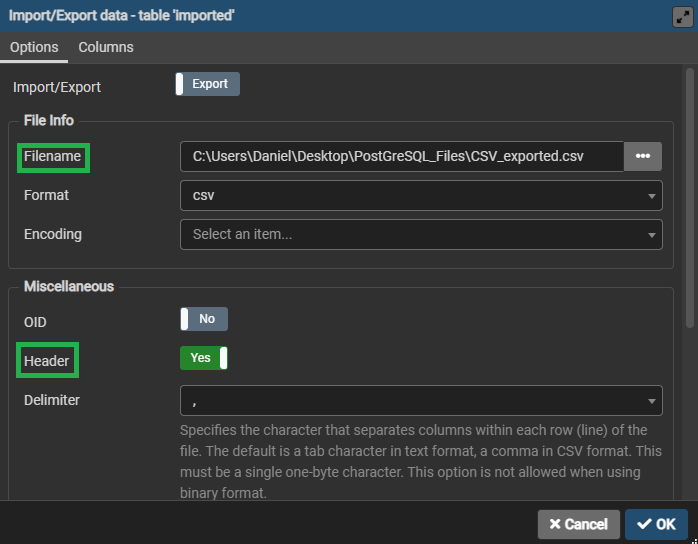 Import/Export data - table 'imported'
Options Columns
Import/Export Export
File Info
Filename C:\Users\Daniel\Desktop\PostGreSQL_Files\CSV_exported.csv •••
Format csv
Encoding Select an item...
Miscellaneous
OID No
Header Yes
Delimiter ,
Specifies the character that separates columns within each row (line) of the
file. The default is a tab character in text format, a comma in CSV format. This
must be a single one-byte character. This option is not allowed when using
binary format.
Cancel OK